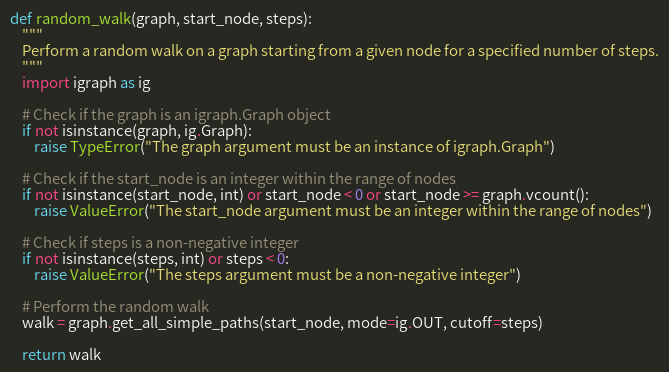 def random_walk(graph, start_node, steps):
    """
    Perform a random walk on a graph starting from a given node for a specified number of steps.
    """
    import igraph as ig

    # Check if the graph is an igraph.Graph object
    if not isinstance(graph, ig.Graph):
        raise TypeError("The graph argument must be an instance of igraph.Graph")

    # Check if the start_node is an integer within the range of nodes
    if not isinstance(start_node, int) or start_node < 0 or start_node >= graph.vcount():
        raise ValueError("The start_node argument must be an integer within the range of nodes")

    # Check if steps is a non-negative integer
    if not isinstance(steps, int) or steps < 0:
        raise ValueError("The steps argument must be a non-negative integer")

    # Perform the random walk
    walk = graph.get_all_simple_paths(start_node, mode=ig.OUT, cutoff=steps)

    return walk